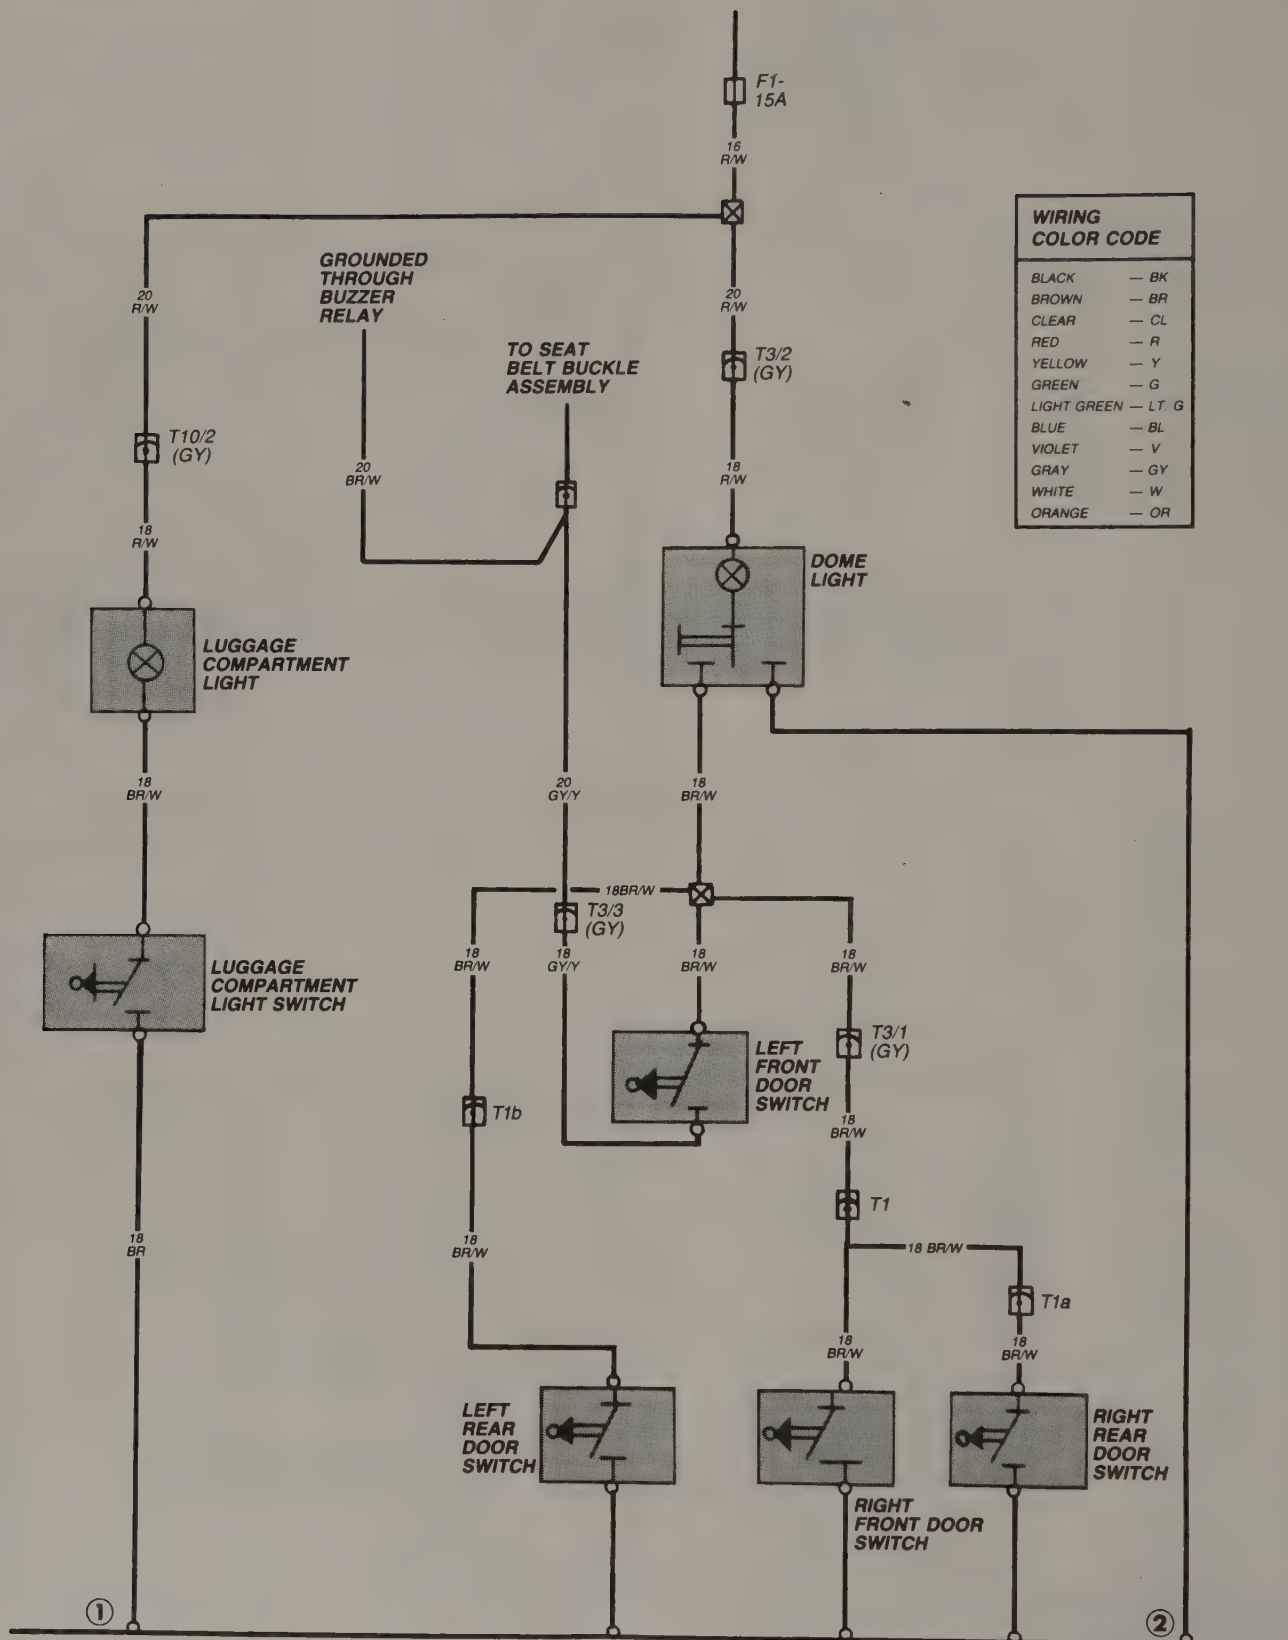 F1-
15A
16
R/W
WIRING
COLOR CODE
BLACK — BK
BROWN — BR
CLEAR — CL
RED — R
YELLOW — Y
GREEN — G
LIGHT GREEN — LT. G
BLUE — BL
VIOLET — V
GRAY — GY
WHITE — W
ORANGE — OR
GROUNDED
THROUGH
BUZZER
RELAY
20
R/W
20
R/W
TO SEAT
BELT BUCKLE
ASSEMBLY
T3/2
(GY)
T10/2
(GY)
20
BR/W
18
R/W
18
R/W
DOME
LIGHT
LUGGAGE
COMPARTMENT
LIGHT
18
BR/W
20
GY/Y
18
BR/W
18BR/W
T3/3
(GY)
18
BR/W
18
GY/Y
18
BR/W
18
BR/W
LUGGAGE
COMPARTMENT
LIGHT SWITCH
LEFT
FRONT
DOOR
SWITCH
T3/1
(GY)
T1b
18
BR/W
T1
18
BR
18
BR/W
18 BR/W
T1a
18
BR/W
18
BR/W
LEFT
REAR
DOOR
SWITCH
RIGHT
REAR
DOOR
SWITCH
RIGHT
FRONT DOOR
SWITCH
1
2